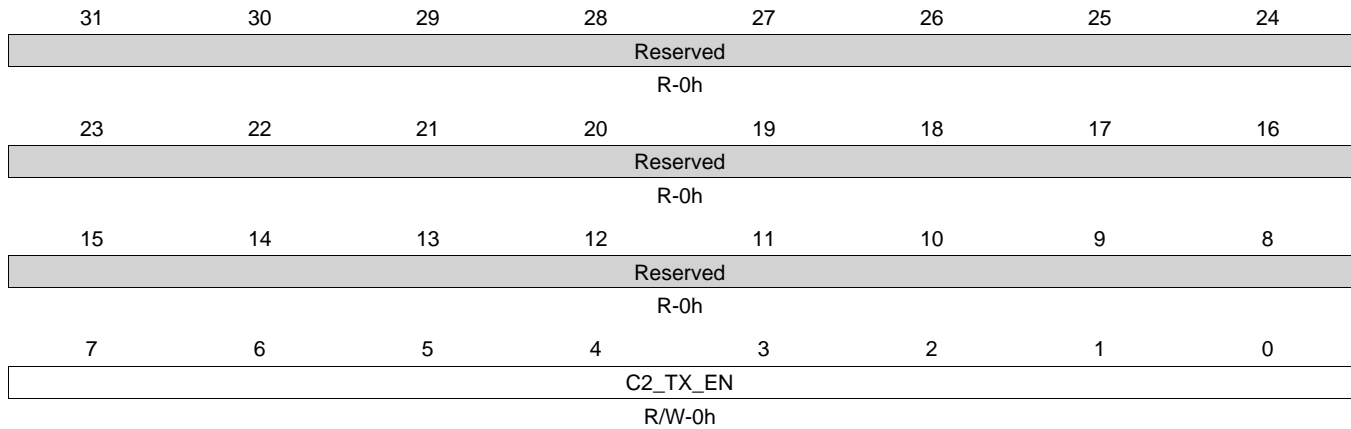 31 30 29 28 27 26 25 24
Reserved
R-0h
23 22 21 20 19 18 17 16
Reserved
R-0h
15 14 13 12 11 10 9 8
Reserved
R-0h
7 6 5 4 3 2 1 0
C2_TX_EN
R/W-0h